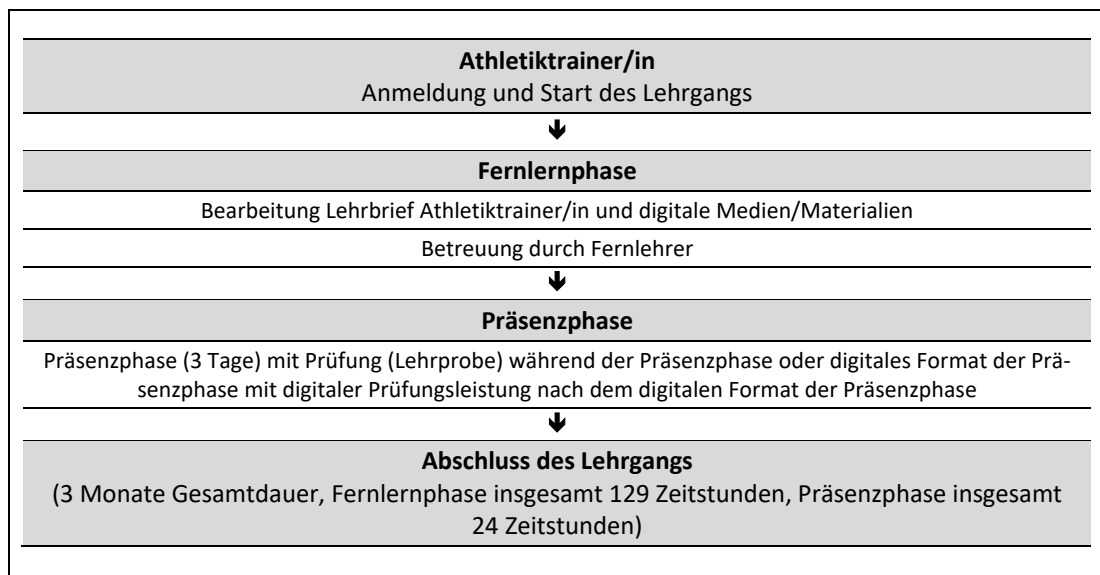 Athletiktrainer/in
Anmeldung und Start des Lehrgangs
🡻
Fernlernphase
Bearbeitung Lehrbrief Athletiktrainer/in und digitale Medien/Materialien
Betreuung durch Fernlehrer
🡻
Präsenzphase
Präsenzphase (3 Tage) mit Prüfung (Lehrprobe) während der Präsenzphase oder digitales Format der Prä-
senzphase mit digitaler Prüfungsleistung nach dem digitalen Format der Präsenzphase
🡻
Abschluss des Lehrgangs
(3 Monate Gesamtdauer, Fernlernphase insgesamt 129 Zeitstunden, Präsenzphase insgesamt
24 Zeitstunden)